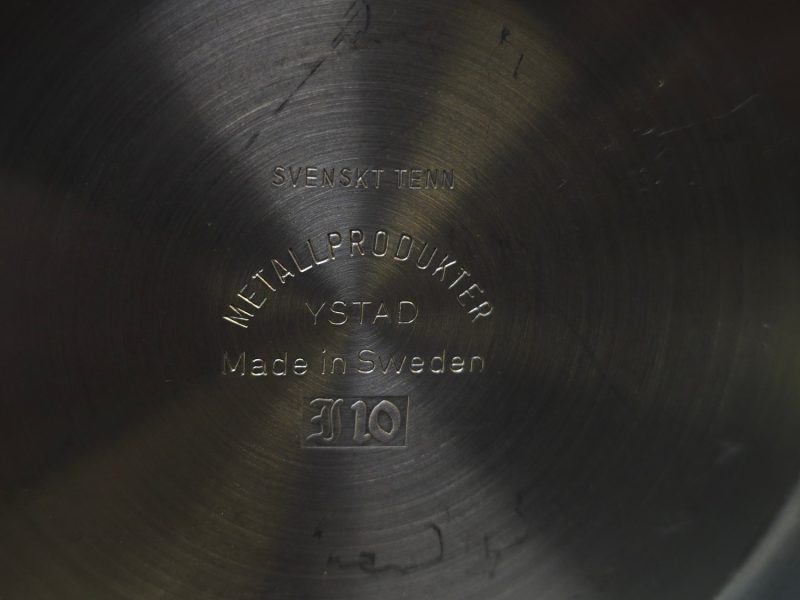 SVENSKT TENN
METALLPRODUKTER
YSTAD
Made in Sweden
10